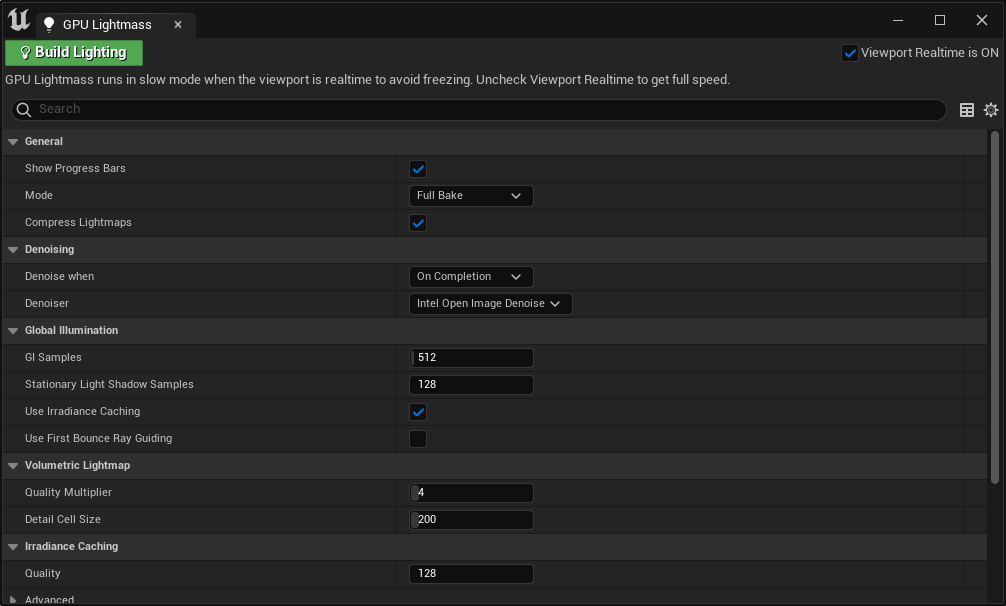 GPU Lightmass
Build Lighting
Viewport Realtime is ON
GPU Lightmass runs in slow mode when the viewport is realtime to avoid freezing. Uncheck Viewport Realtime to get full speed.
Search
General
Show Progress Bars
Mode Full Bake
Compress Lightmaps
Denoising
Denoise when On Completion
Denoiser Intel Open Image Denoise
Global Illumination
GI Samples 512
Stationary Light Shadow Samples 128
Use Irradiance Caching
Use First Bounce Ray Guiding
Volumetric Lightmap
Quality Multiplier 4
Detail Cell Size 200
Irradiance Caching
Quality 128
Advanced